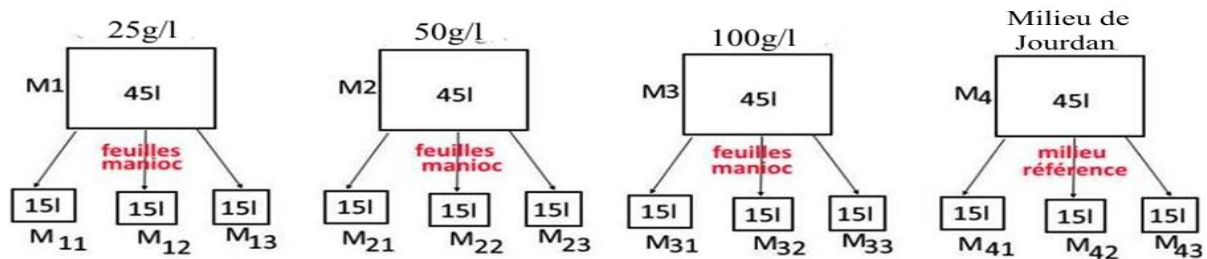 25g/l
M1
45l
feuilles
manioc
15l
15l
15l
M11
M12
M13
50g/l
M2
45l
feuilles
manioc
15l
15l
15l
M21
M22
M23
100g/l
M3
45l
feuilles
manioc
15l
15l
15l
M31
M32
M33
Milieu de
Jourdan
M4
45l
milieu
référence
15l
15l
15l
M41
M42
M43